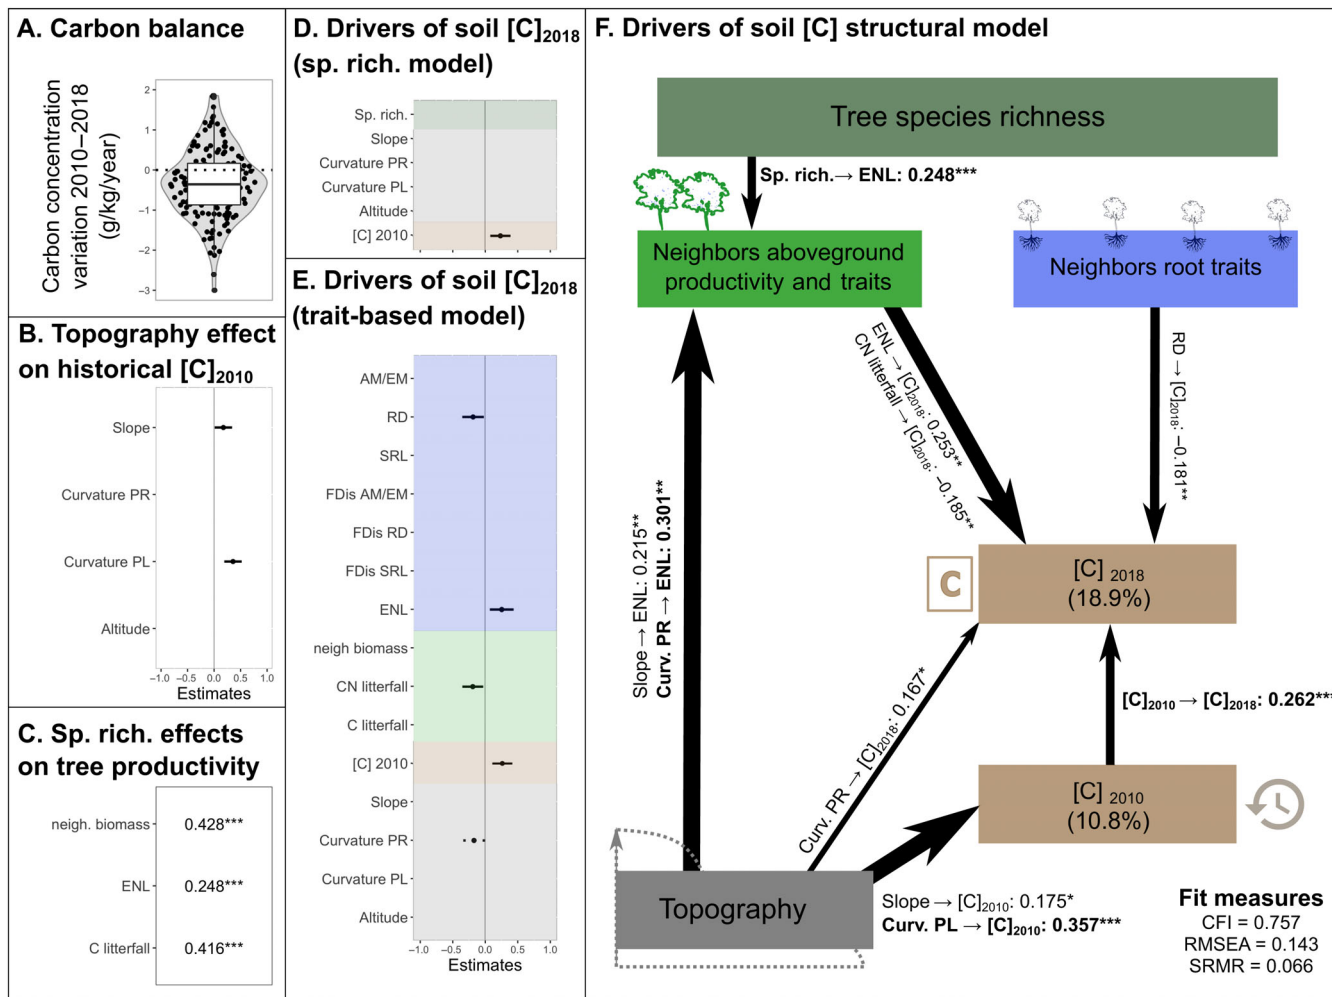 A. Carbon balance
Carbon concentration
variation 2010–2018
(g/kg/year)
2
1
0
−1
−2
−3
B. Topography effect
on historical [C]2010
Slope
Curvature PR
Curvature PL
Altitude
−1.0 −0.5 0.0 0.5 1.0
Estimates
C. Sp. rich. effects
on tree productivity
neigh. biomass 0.428***
ENL 0.248***
C litterfall 0.416***
D. Drivers of soil [C]2018
(sp. rich. model)
Sp. rich.
Slope
Curvature PR
Curvature PL
Altitude
[C] 2010
−1.0 −0.5 0.0 0.5 1.0
E. Drivers of soil [C]2018
(trait-based model)
AM/EM
RD
SRL
FDis AM/EM
FDis RD
FDis SRL
ENL
neigh biomass
CN litterfall
C litterfall
[C] 2010
Slope
Curvature PR
Curvature PL
Altitude
−1.0 −0.5 0.0 0.5 1.0
Estimates
F. Drivers of soil [C] structural model
Tree species richness
Sp. rich.→ ENL: 0.248***
Neighbors aboveground
productivity and traits
Neighbors root traits
ENL → [C]2018: 0.253**
CN litterfall → [C]2018: −0.185**
RD → [C]2018: −0.181**
Slope → ENL: 0.215**
Curv. PR → ENL: 0.301**
C
[C] 2018
(18.9%)
Curv. PR → [C]2018: 0.167*
[C]2010 → [C]2018: 0.262***
[C] 2010
(10.8%)
Topography
Slope → [C]2010: 0.175*
Curv. PL → [C]2010: 0.357***
Fit measures
CFI = 0.757
RMSEA = 0.143
SRMR = 0.066